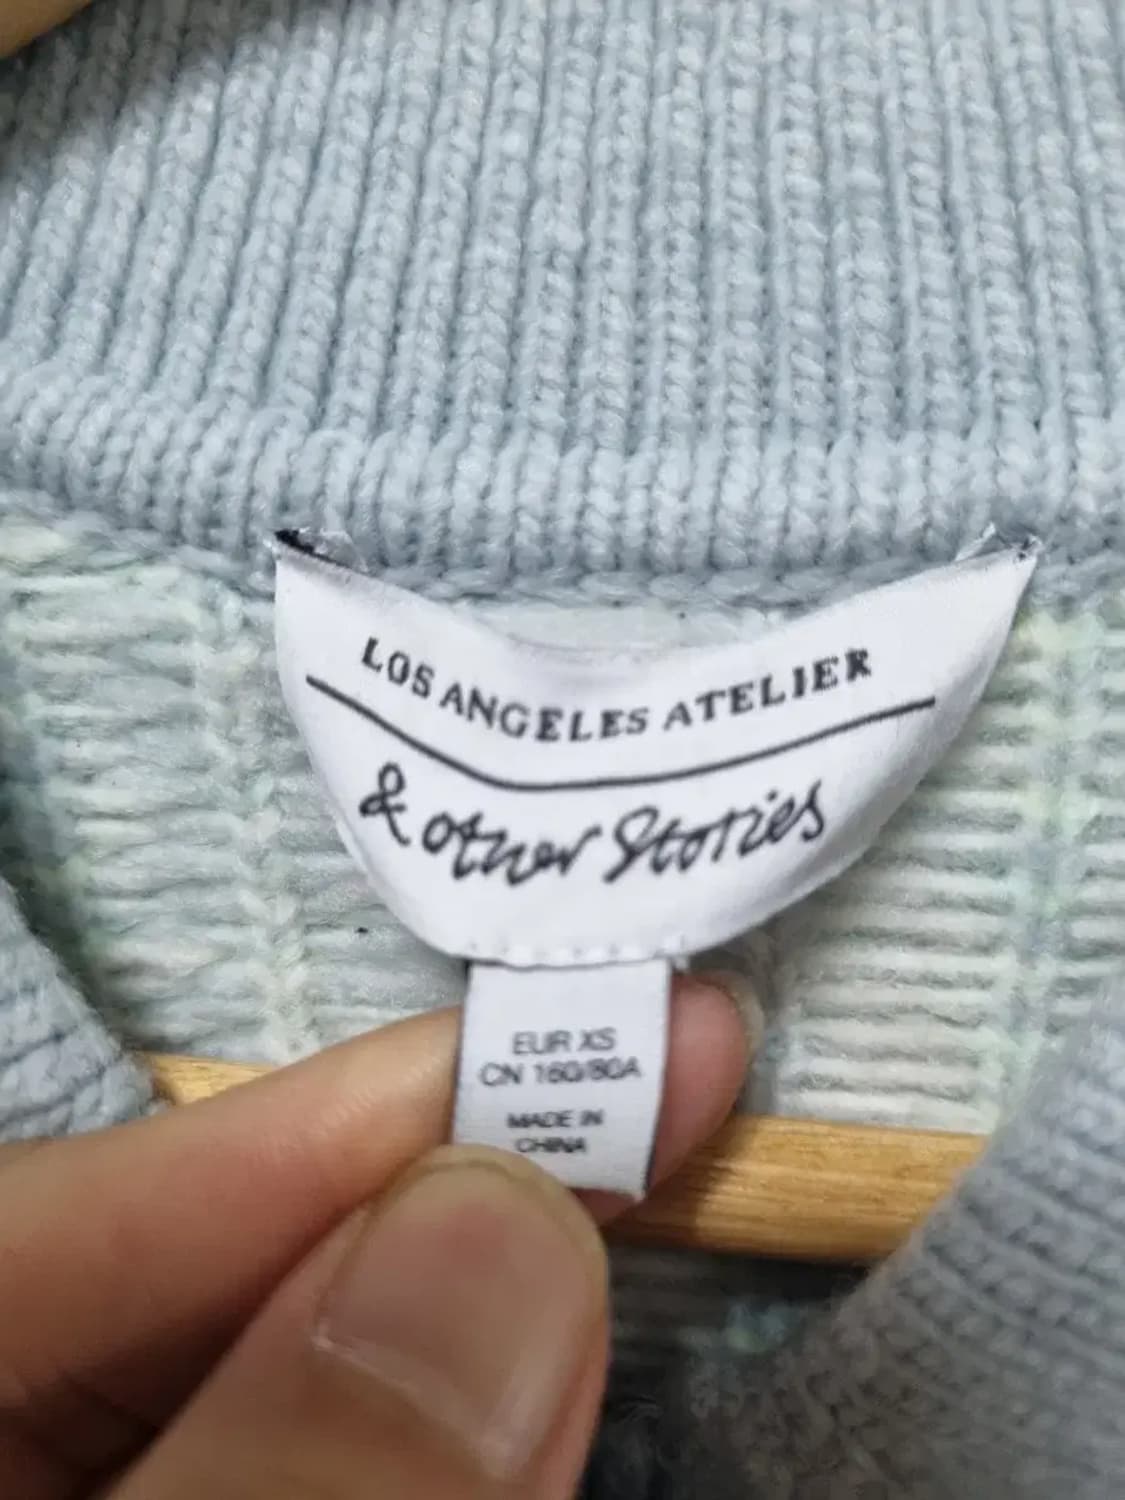 LOS ANGELES ATELIER
& other Stories
EUR XS
CN 160/80A
MADE IN
CHINA